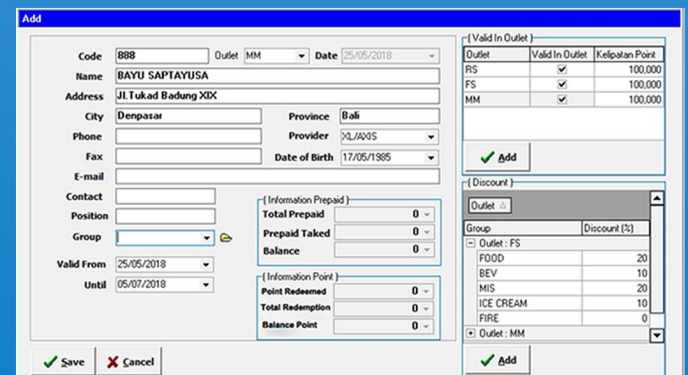 Add
Code 888 Outlet MM Date 25/05/2018
Name BAYU SAPTAYUSA
Address Jl.Tukad Badung XIX
City Denpasar Province Bali
Phone Provider XL/AXIS
Fax Date of Birth 17/05/1985
E-mail
Contact
Position
Group
Valid From 25/05/2018
Until 05/07/2018
( Information Prepaid )
Total Prepaid 0
Prepaid Taked 0
Balance 0
( Information Point )
Point Redeemed 0
Total Redemption 0
Balance Point 0
Save Cancel
( Valid In Outlet )
Outlet Valid In Outlet Kelipatan Point
RS 100,000
FS 100,000
MM 100,000
Add
( Discount )
Outlet
Group Discount (%)
Outlet : FS
FOOD 20
BEV 10
MIS 20
ICE CREAM 10
FIRE 0
Outlet : MM
Add